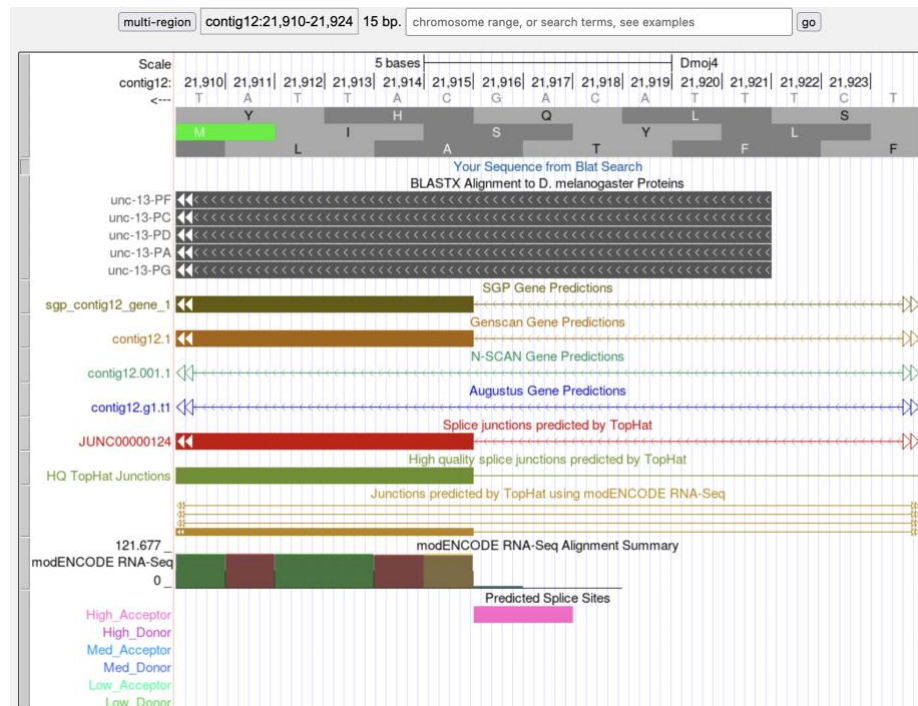 multi-region contig12:21,910-21,924 15 bp. chromosome range, or search terms, see examples go
Scale 5 bases Dmoj4
contig12: 21,910| 21,911| 21,912| 21,913| 21,914| 21,915| 21,916| 21,917| 21,918| 21,919| 21,920| 21,921| 21,922| 21,923|
<--- T A T T A C G A C A T T T C T
Y H Q L S
M I S Y L
L A T F F
Your Sequence from Blat Search
BLASTX Alignment to D. melanogaster Proteins
unc-13-PF
unc-13-PC
unc-13-PD
unc-13-PA
unc-13-PG
SGP Gene Predictions
sgp_contig12_gene_1
Genscan Gene Predictions
contig12.1
N-SCAN Gene Predictions
contig12.001.1
Augustus Gene Predictions
contig12.g1.t1
Splice junctions predicted by TopHat
JUNC00000124
High quality splice junctions predicted by TopHat
HQ TopHat Junctions
Junctions predicted by TopHat using modENCODE RNA-Seq
121.677 _ modENCODE RNA-Seq Alignment Summary
modENCODE RNA-Seq
0 _
Predicted Splice Sites
High_Acceptor
High_Donor
Med_Acceptor
Med_Donor
Low_Acceptor
Low_Donor